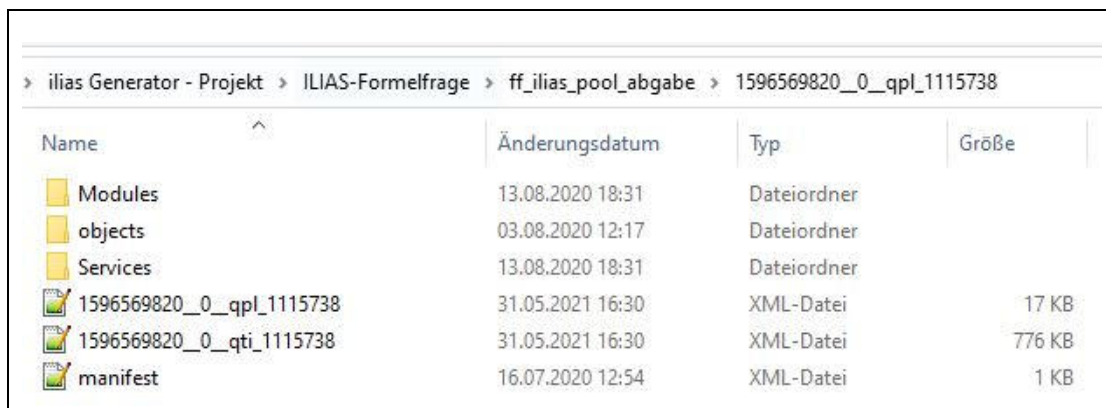 ilias Generator - Projekt > ILIAS-Formelfrage > ff_ilias_pool_abgabe > 1596569820__0__qpl_1115738
Name Änderungsdatum Typ Größe
Modules 13.08.2020 18:31 Dateiordner
objects 03.08.2020 12:17 Dateiordner
Services 13.08.2020 18:31 Dateiordner
1596569820__0__qpl_1115738 31.05.2021 16:30 XML-Datei 17 KB
1596569820__0__qti_1115738 31.05.2021 16:30 XML-Datei 776 KB
manifest 16.07.2020 12:54 XML-Datei 1 KB